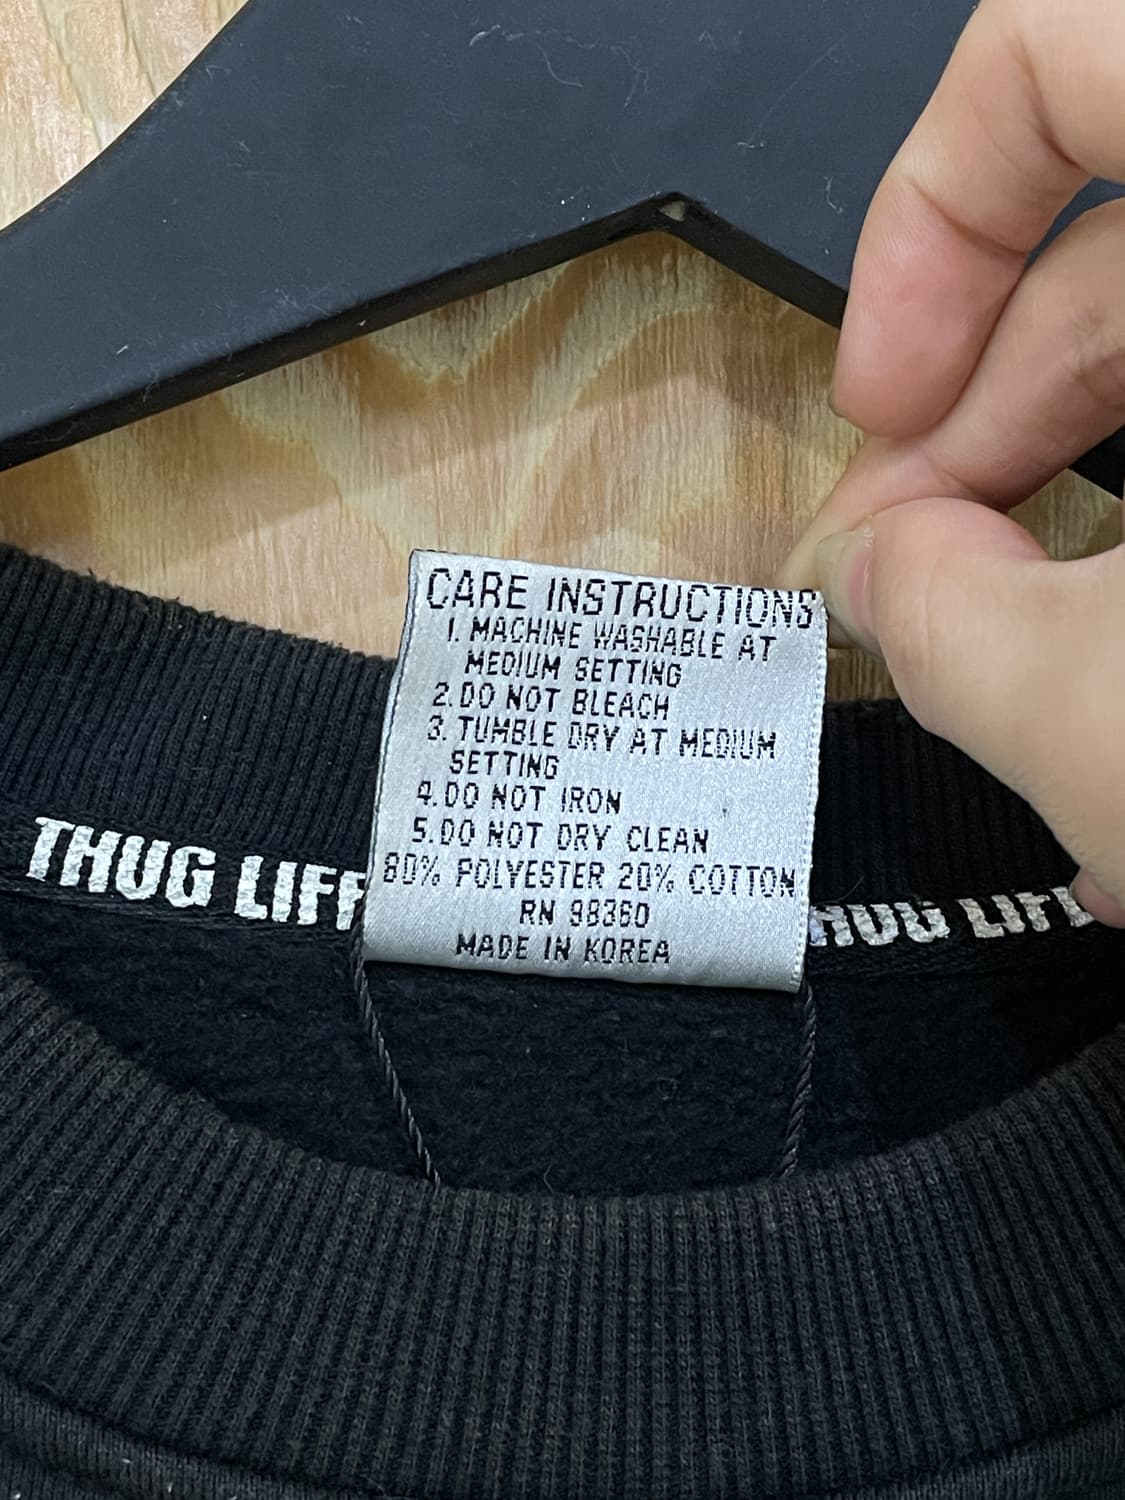 CARE INSTRUCTIONS
1. MACHINE WASHABLE AT
MEDIUM SETTING
2. DO NOT BLEACH
3. TUMBLE DRY AT MEDIUM
SETTING
4. DO NOT IRON
5. DO NOT DRY CLEAN
80% POLYESTER 20% COTTON
RN 98360
MADE IN KOREA
THUG LIFE
HUG LIFE